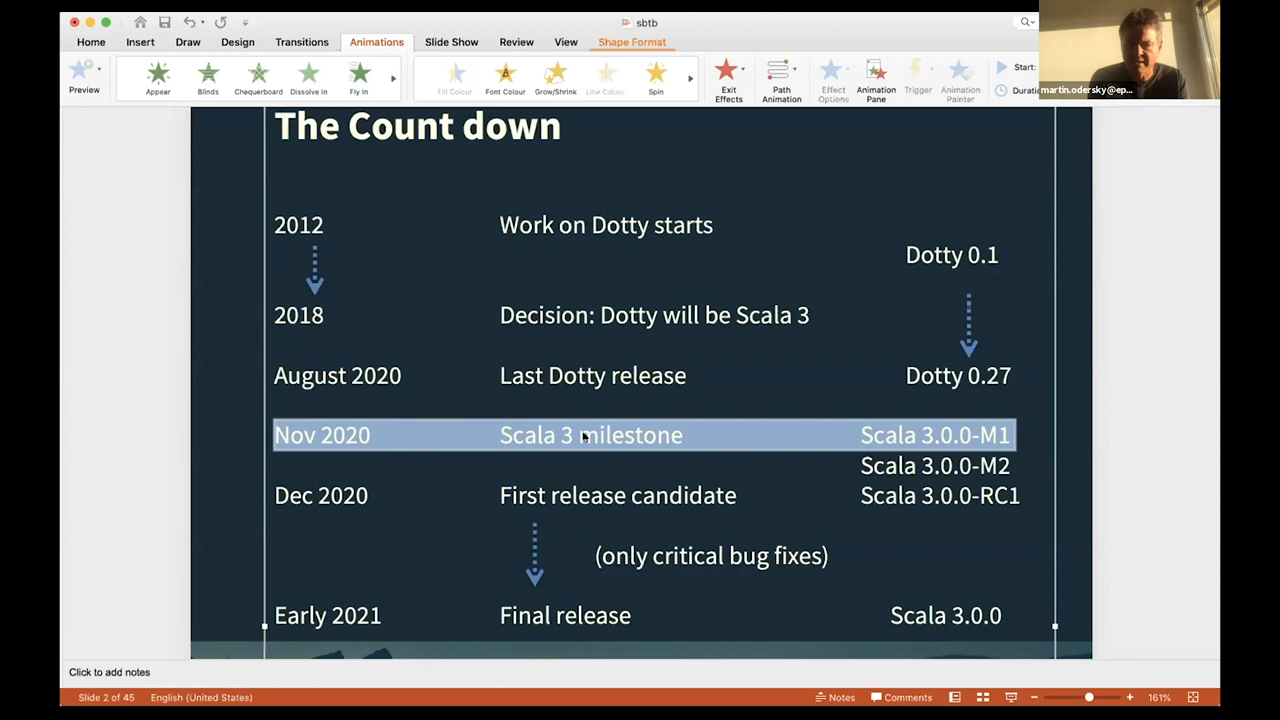 sbtb
Home Insert Draw Design Transitions Animations Slide Show Review View Shape Format
Preview Appear Blinds Chequerboard Dissolve In Fly In Fill Colour Font Colour Grow/Shrink Line Colour Spin Exit Effects Path Animation Effect Options Animation Pane Trigger Animation Painter Start:
martin.odersky@ep...
The Count down
2012 Work on Dotty starts
Dotty 0.1
2018 Decision: Dotty will be Scala 3
August 2020 Last Dotty release Dotty 0.27
Nov 2020 Scala 3 milestone Scala 3.0.0-M1
Scala 3.0.0-M2
Dec 2020 First release candidate Scala 3.0.0-RC1
(only critical bug fixes)
Early 2021 Final release Scala 3.0.0
Click to add notes
Slide 2 of 45 English (United States) Notes Comments 161%